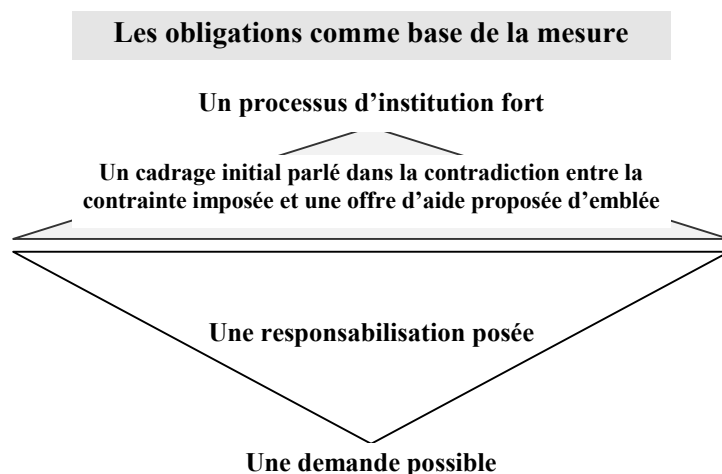 Les obligations comme base de la mesure
Un processus d’institution fort
Un cadrage initial parlé dans la contradiction entre la
contrainte imposée et une offre d’aide proposée d’emblée
Une responsabilisation posée
Une demande possible